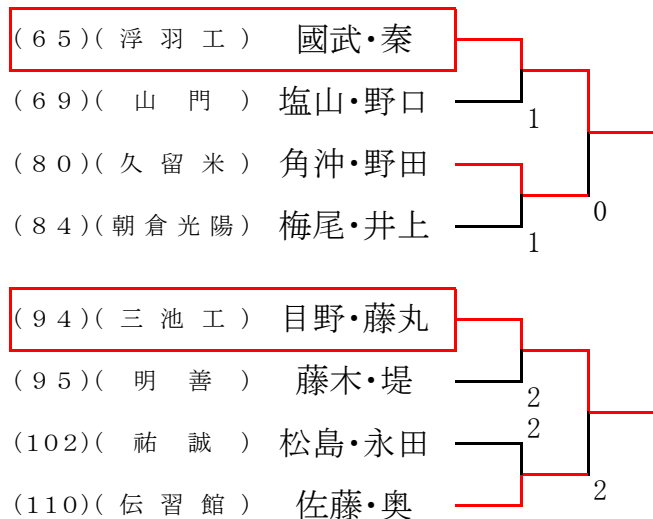 (65)(浮羽工) 國武・秦
(69)(山門) 塩山・野口
1
(80)(久留米) 角沖・野田
0
(84)(朝倉光陽) 梅尾・井上
1
(94)(三池工) 目野・藤丸
(95)(明善) 藤木・堤
2
2
(102)(祐誠) 松島・永田
2
(110)(伝習館) 佐藤・奥